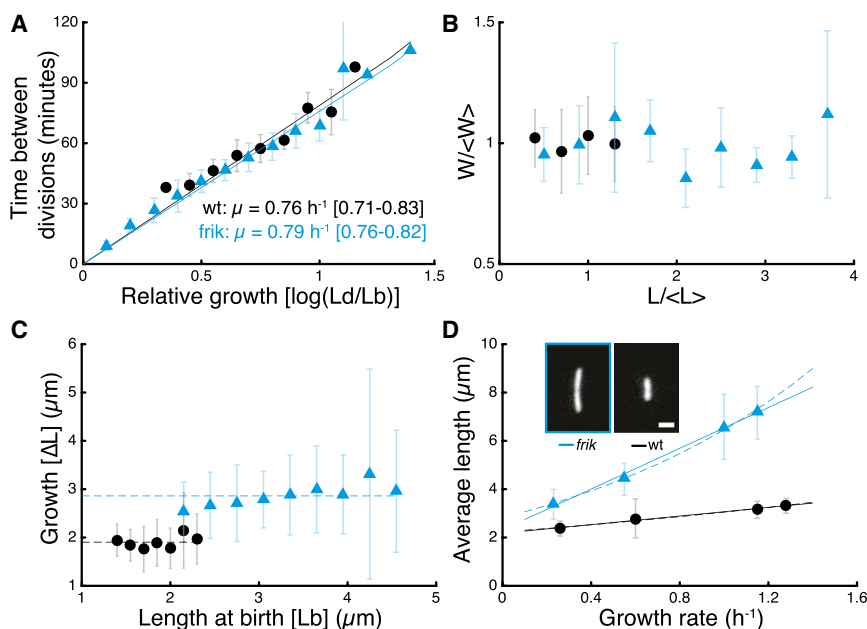 A
120
90
60
30
0
Time between
divisions (minutes)
wt: μ = 0.76 h⁻¹ [0.71-0.83]
frik: μ = 0.79 h⁻¹ [0.76-0.82]
0
0.5
1
1.5
Relative growth [log(Ld/Lb)]
B
1.5
1
0.5
W/<W>
0
1
2
3
4
L/<L>
C
6
5
4
3
2
1
Growth [ΔL] (μm)
1
2
3
4
5
Length at birth [Lb] (μm)
D
10
8
6
4
2
0
Average length (μm)
frik
wt
0
0.4
0.8
1.2
1.6
Growth rate (h⁻¹)